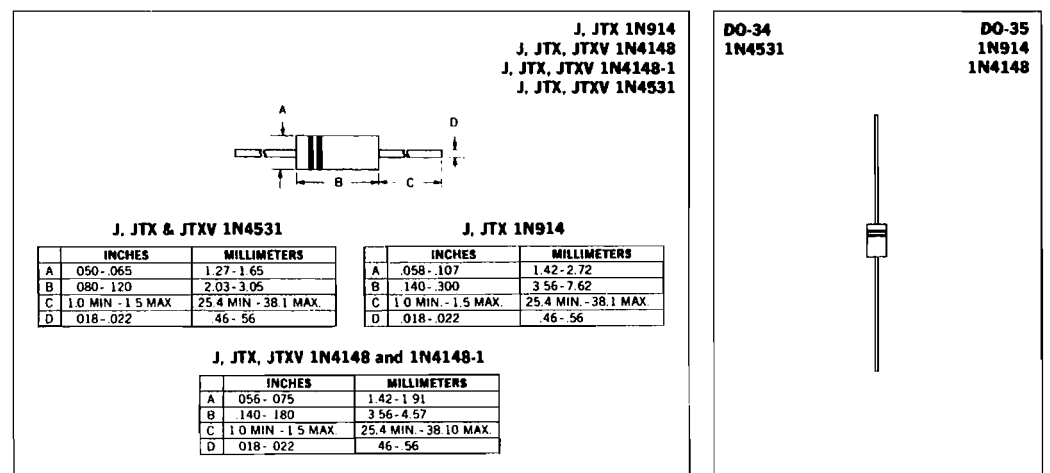 J, JTX 1N914
J, JTX, JTXV 1N4148
J, JTX, JTXV 1N4148-1
J, JTX, JTXV 1N4531
A
D
B
C
J, JTX & JTXV 1N4531
INCHES MILLIMETERS
A 050-.065 1.27-1.65
B 080- 120 2.03-3.05
C 1.0 MIN -1 5 MAX 25.4 MIN -38.1 MAX.
D 018-.022 .46- 56
J, JTX 1N914
INCHES MILLIMETERS
A .058-.107 1.42-2.72
B .140-.300 3 56-7.62
C 1 0 MIN.-1.5 MAX. 25.4 MIN.-38.1 MAX.
D .018-.022 .46-.56
J, JTX, JTXV 1N4148 and 1N4148-1
INCHES MILLIMETERS
A 056- 075 1.42-1 91
B .140- 180 3 56-4.57
C 1 0 MIN -1 5 MAX. 25.4 MIN.-38.10 MAX.
D 018- 022 46-.56
DO-34
1N4531
DO-35
1N914
1N4148